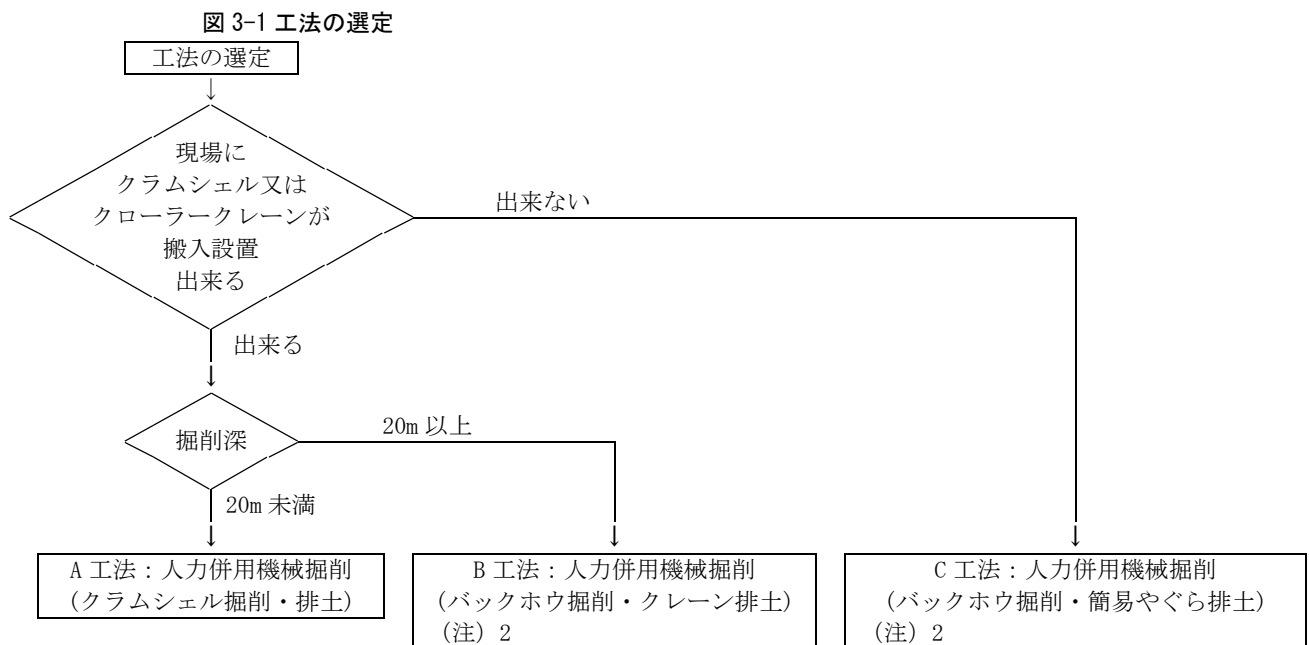 図 3-1 工法の選定
工法の選定
↓
現場に
クラムシェル又は
クローラークレーンが
搬入設置
出来る
出来ない
出来る
↓
掘削深
20m 以上
20m 未満
↓
↓
↓
A 工法：人力併用機械掘削
(クラムシェル掘削・排土)
B 工法：人力併用機械掘削
(バックホウ掘削・クレーン排土)
(注) 2
C 工法：人力併用機械掘削
(バックホウ掘削・簡易やぐら排土)
(注) 2